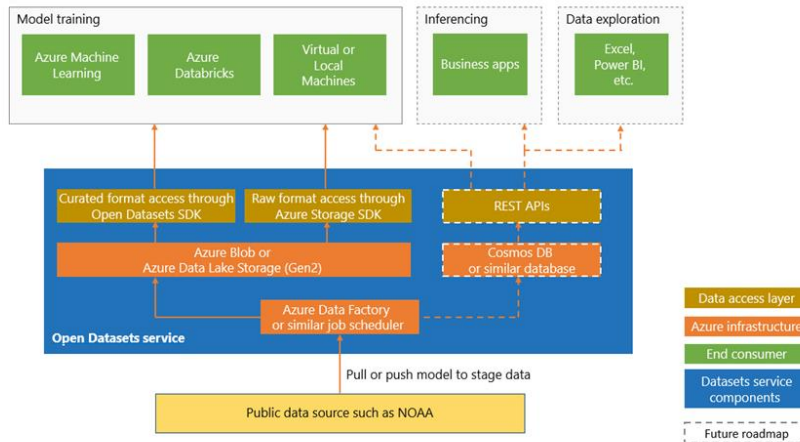 Model training
Azure Machine
Learning
Azure
Databricks
Virtual or
Local
Machines
Inferencing
Business apps
Data exploration
Excel,
Power BI,
etc.
Curated format access through
Open Datasets SDK
Raw format access through
Azure Storage SDK
REST APIs
Azure Blob or
Azure Data Lake Storage (Gen2)
Cosmos DB
or similar database
Azure Data Factory
or similar job scheduler
Open Datasets service
Pull or push model to stage data
Public data source such as NOAA
Data access layer
Azure infrastructure
End consumer
Datasets service
components
Future roadmap